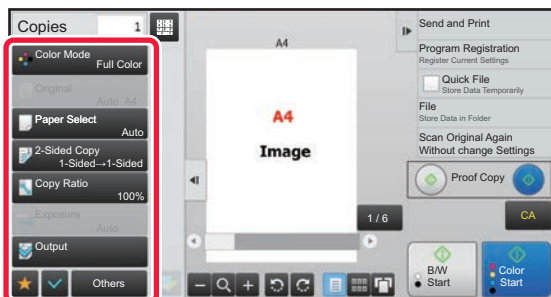 Copies 1
Color Mode
Full Color
Original
Auto A4
Paper Select
Auto
2-Sided Copy
1-Sided→1-Sided
Copy Ratio
100%
Exposure
Auto
Output
Others
A4
A4
Image
1 / 6
Send and Print
Program Registration
Register Current Settings
Quick File
Store Data Temporarily
File
Store Data in Folder
Scan Original Again
Without change Settings
Proof Copy
CA
B/W
Start
Color
Start